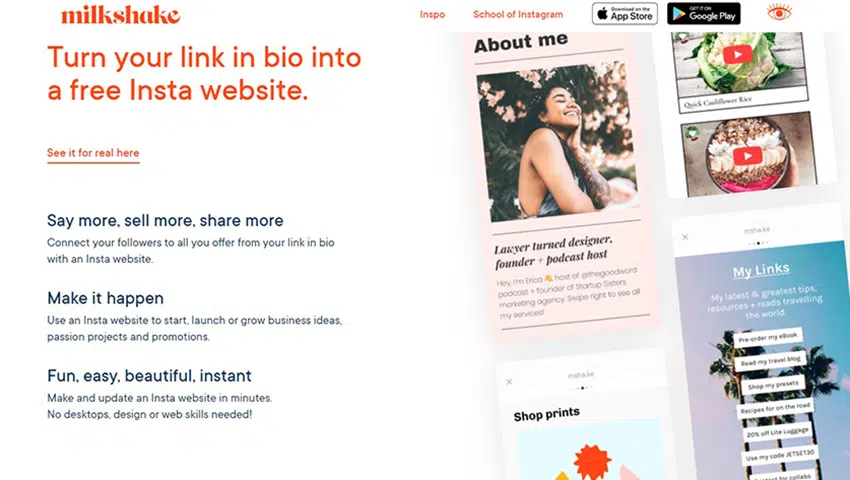 milkshake
Inspo
School of Instagram
Download on the
App Store
GET IT ON
Google Play
Turn your link in bio into
a free Insta website.
See it for real here
Say more, sell more, share more
Connect your followers to all you offer from your link in bio
with an Insta website.
Make it happen
Use an Insta website to start, launch or grow business ideas,
passion projects and promotions.
Fun, easy, beautiful, instant
Make and update an Insta website in minutes.
No desktops, design or web skills needed!
About me
Lawyer turned designer,
founder + podcast host
Hey, I'm Erica 👋, host of @thegoodword
podcast + founder of Startup Sisters
marketing agency. Swipe right to see all
my services!
Quick Cauliflower Rice
msha.ke
My Links
My latest & greatest tips,
resources + reads travelling
the world.
Pre-order my eBook
Read my travel blog
Shop my presets
Recipes for on the road
20% off Lite Luggage
Use my code JETSET30
for collabs
msha.ke
Shop prints